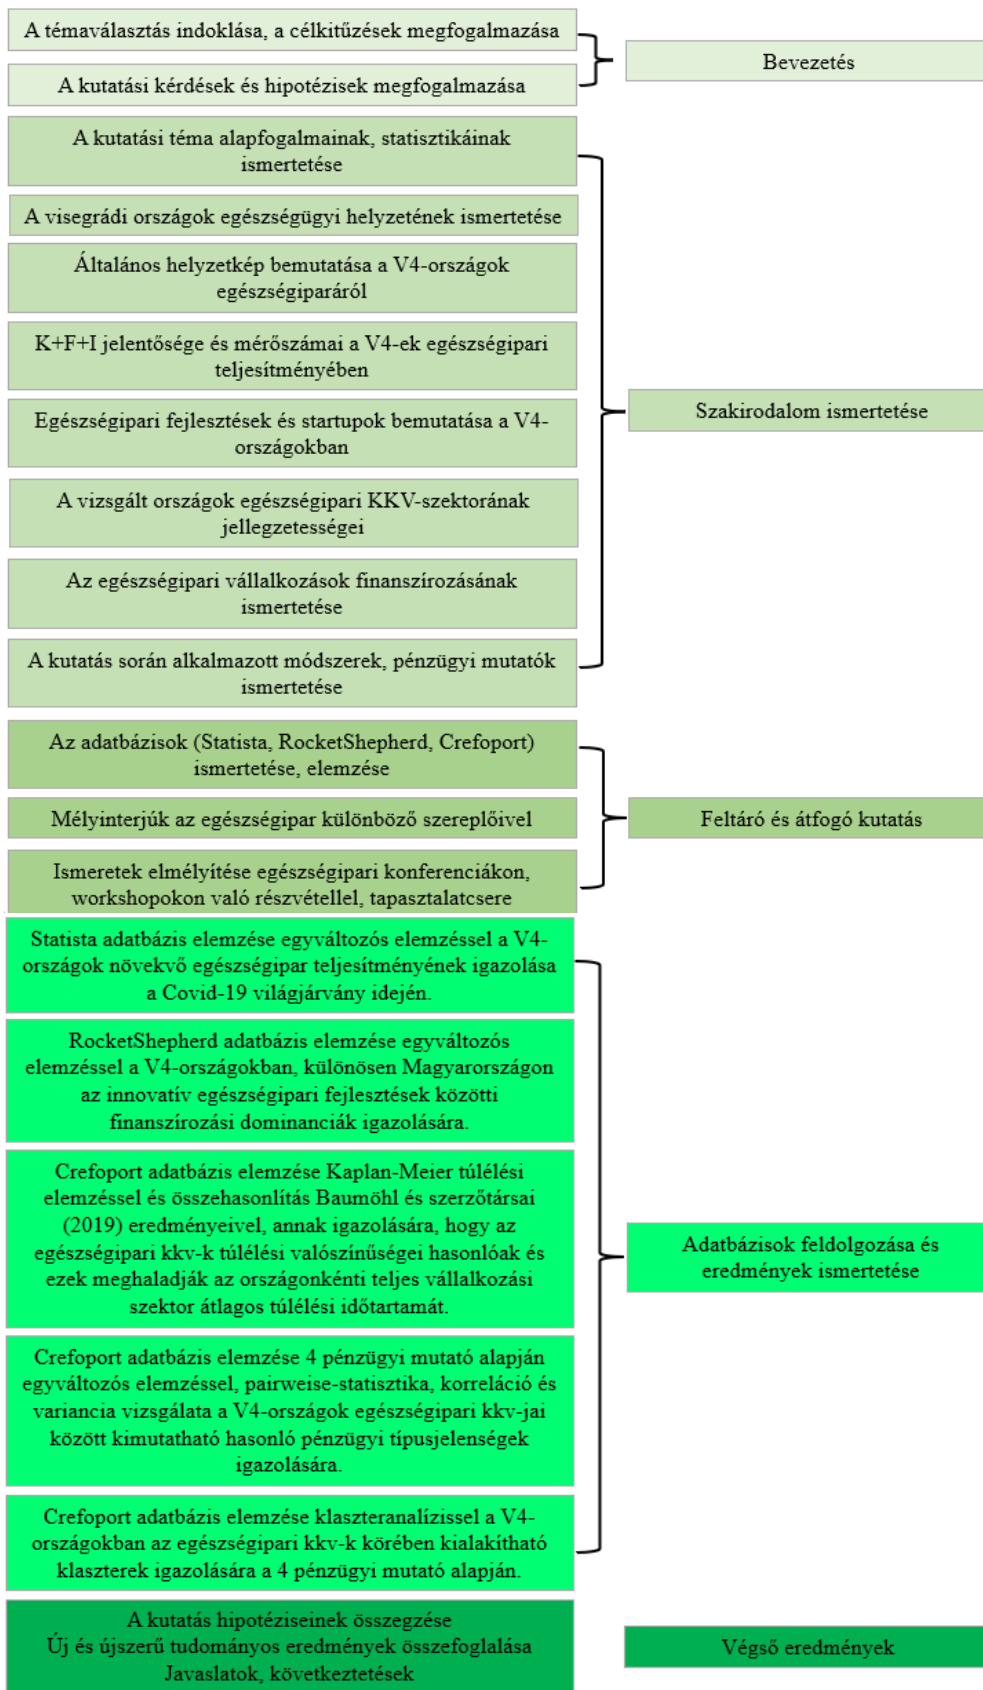 A témaválasztás indoklása, a célkitűzések megfogalmazása
A kutatási kérdések és hipotézisek megfogalmazása
Bevezetés
A kutatási téma alapfogalmainak, statisztikáinak
ismertetése
A visegrádi országok egészségügyi helyzetének ismertetése
Általános helyzetkép bemutatása a V4-országok
egészségiparáról
K+F+I jelentősége és mérőszámai a V4-ek egészségipari
teljesítményében
Egészségipari fejlesztések és startupok bemutatása a V4-
országokban
A vizsgált országok egészségipari KKV-szektorának
jellegzetességei
Az egészségipari vállalkozások finanszírozásának
ismertetése
A kutatás során alkalmazott módszerek, pénzügyi mutatók
ismertetése
Szakirodalom ismertetése
Az adatbázisok (Statista, RocketShepherd, Crefoport)
ismertetése, elemzése
Mélyinterjúk az egészségipar különböző szereplőivel
Ismeretek elmélyítése egészségipari konferenciákon,
workshopokon való részvétellel, tapasztalatcsere
Feltáró és átfogó kutatás
Statista adatbázis elemzése egyváltozós elemzéssel a V4-
országok növekvő egészségipar teljesítményének igazolása
a Covid-19 világjárvány idején.
RocketShepherd adatbázis elemzése egyváltozós
elemzéssel a V4-országokban, különösen Magyarországon
az innovatív egészségipari fejlesztések közötti
finanszírozási dominanciák igazolására.
Crefoport adatbázis elemzése Kaplan-Meier túlélési
elemzéssel és összehasonlítás Baumöhl és szerzőtársai
(2019) eredményeivel, annak igazolására, hogy az
egészségipari kkv-k túlélési valószínűségei hasonlóak és
ezek meghaladják az országonkénti teljes vállalkozási
szektor átlagos túlélési időtartamát.
Crefoport adatbázis elemzése 4 pénzügyi mutató alapján
egyváltozós elemzéssel, pairweise-statisztika, korreláció és
variancia vizsgálata a V4-országok egészségipari kkv-jai
között kimutatható hasonló pénzügyi típusjelenségek
igazolására.
Crefoport adatbázis elemzése klaszteranalízissel a V4-
országokban az egészségipari kkv-k körében kialakítható
klaszterek igazolására a 4 pénzügyi mutató alapján.
Adatbázisok feldolgozása és
eredmények ismertetése
A kutatás hipotéziseinek összegzése
Új és újszerű tudományos eredmények összefoglalása
Javaslatok, következtetések
Végső eredmények